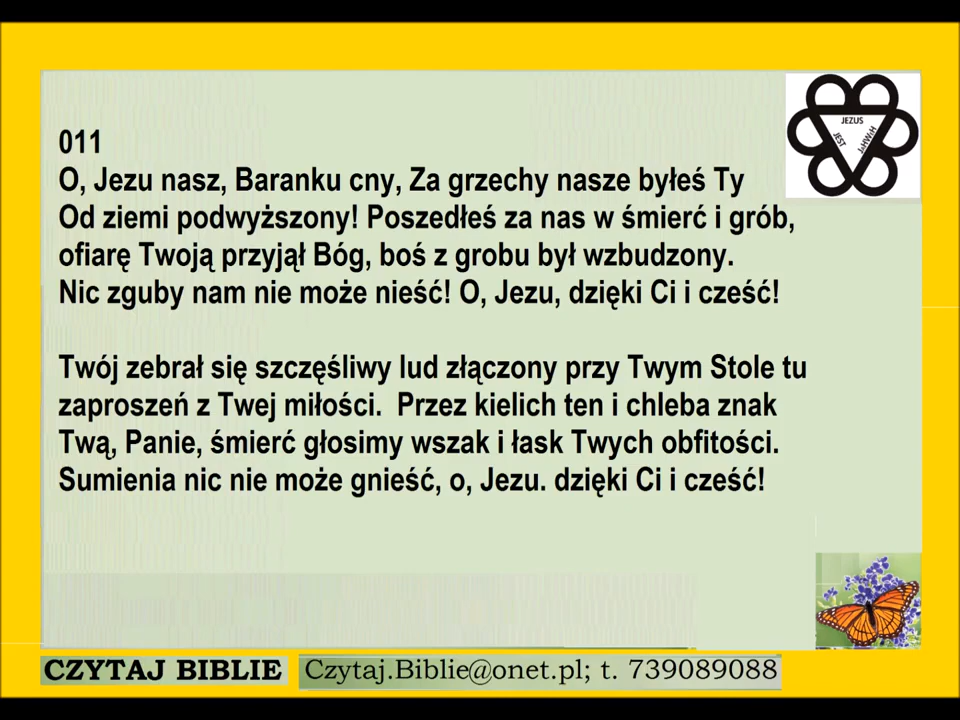 011
O, Jezu nasz, Baranku cny, Za grzechy nasze byłeś Ty
Od ziemi podwyższony! Poszedłeś za nas w śmierć i grób,
ofiarę Twoją przyjął Bóg, boś z grobu był wzbudzony.
Nic zguby nam nie może nieść! O, Jezu, dzięki Ci i cześć!
Twój zebrał się szczęśliwy lud złączony przy Twym Stole tu
zaproszeń z Twej miłości. Przez kielich ten i chleba znak
Twą, Panie, śmierć głosimy wszak i łask Twych obfitości.
Sumienia nic nie może gnieść, o, Jezu. dzięki Ci i cześć!
JEZUS
JEST
JaHWeH
CZYTAJ BIBLIE
Czytaj.Biblie@onet.pl; t. 739089088